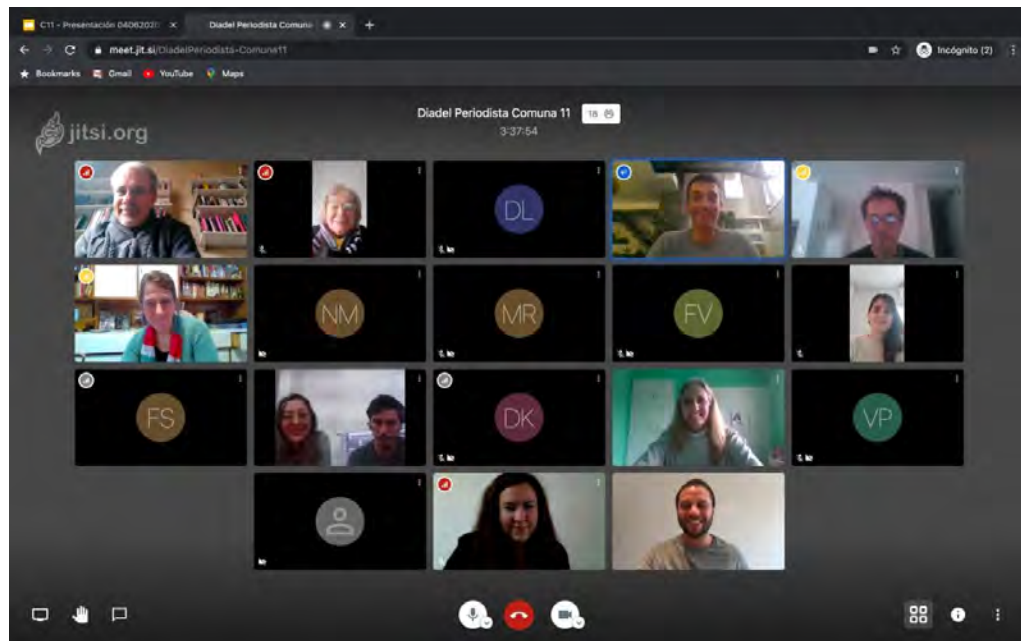 C11 - Presentación 0406202
Diadel Periodista Comuna
meet.jit.si/DiadelPeriodista-Comuna11
Incógnito (2)
Bookmarks
Gmail
YouTube
Maps
jitsi.org
Diadel Periodista Comuna 11
18
3:37:54
DL
NM
MR
FV
FS
DK
VP